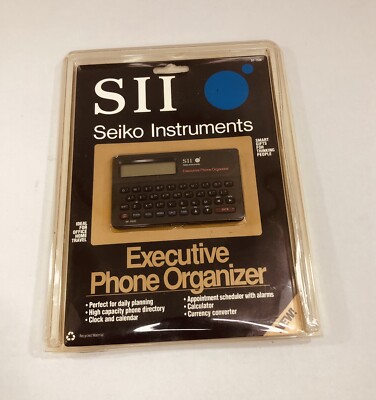 SII
Seiko Instruments
SMART
GIFTS
FOR
THINKING
PEOPLE
SII
Executive Phone Organizer
IDEAL
FOR
OFFICE
HOME
TRAVEL
Executive
Phone Organizer
• Perfect for daily planning
• High capacity phone directory
• Clock and calendar
• Appointment scheduler with alarms
• Calculator
• Currency converter
NEW!